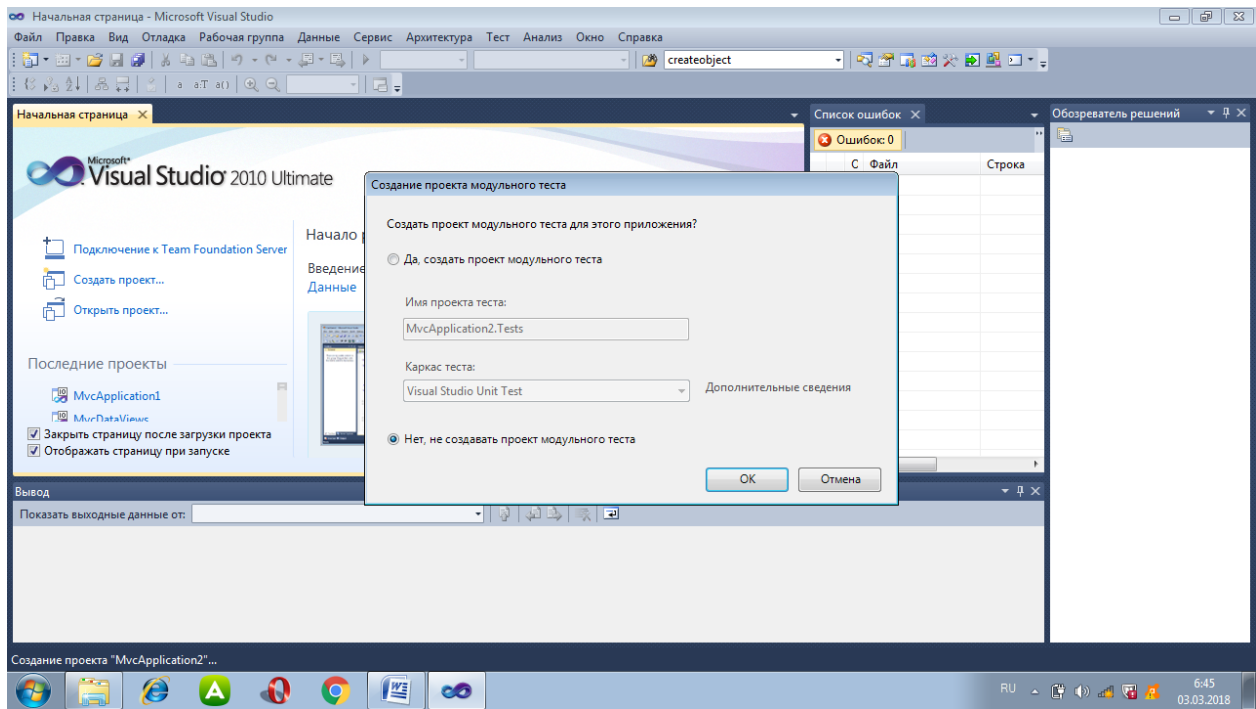 Начальная страница - Microsoft Visual Studio
Файл Правка Вид Отладка Рабочая группа Данные Сервис Архитектура Тест Анализ Окно Справка
createobject
a a:T a()
Начальная страница
Список ошибок
Обозреватель решений
Ошибок: 0
С Файл Строка
Microsoft®
Visual Studio 2010 Ultimate
Подключение к Team Foundation Server
Создать проект...
Открыть проект...
Последние проекты
MvcApplication1
MvcDataViews
Закрыть страницу после загрузки проекта
Отображать страницу при запуске
Начало
Введение
Данные
Создание проекта модульного теста
Создать проект модульного теста для этого приложения?
Да, создать проект модульного теста
Имя проекта теста:
MvcApplication2.Tests
Каркас теста:
Visual Studio Unit Test
Дополнительные сведения
Нет, не создавать проект модульного теста
ОК Отмена
Вывод
Показать выходные данные от:
Создание проекта "MvcApplication2"...
RU
6:45
03.03.2018